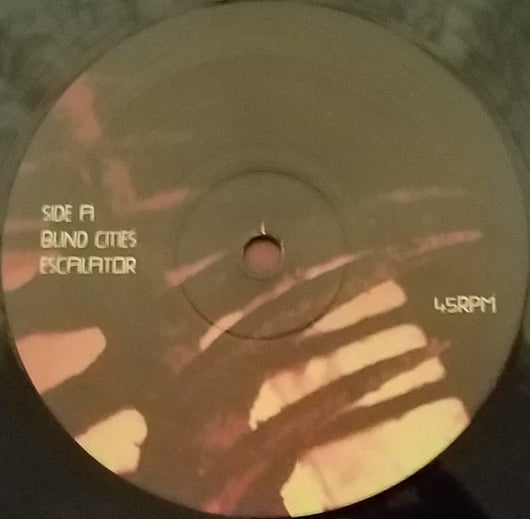 SIDE A
BLIND CITIES
ESCALATOR
45RPM